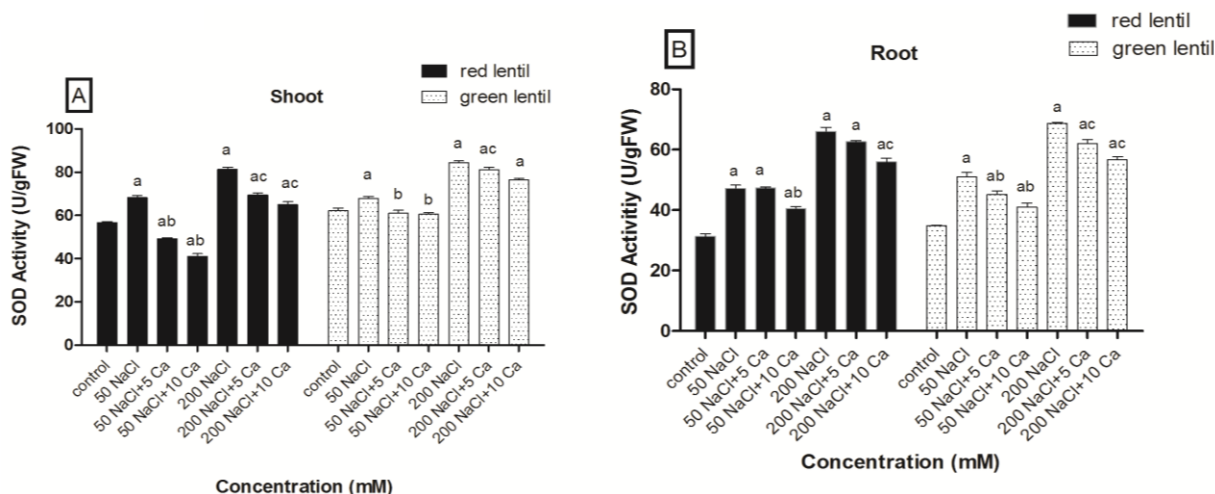 A
Shoot
red lentil
green lentil
SOD Activity (U/gFW)
100
80
60
40
20
0
a
ab
ab
a
ac
ac
a
b
b
a
ac
a
control
50 NaCl
50 NaCl+5 Ca
50 NaCl+10 Ca
200 NaCl
200 NaCl+5 Ca
200 NaCl+10 Ca
control
50 NaCl
50 NaCl+5 Ca
50 NaCl+10 Ca
200 NaCl
200 NaCl+5 Ca
200 NaCl+10 Ca
Concentration (mM)
B
Root
red lentil
green lentil
SOD Activitiy (U/gFW)
80
60
40
20
0
a
a
ab
a
a
ac
a
ab
ab
a
ac
ac
control
50 NaCl
50 NaCl+5 Ca
50 NaCl+10 Ca
200 NaCl
200 NaCl+5 Ca
200 NaCl+10 Ca
control
50 NaCl
50 NaCl+5 Ca
50 NaCl+10 Ca
200 NaCl
200 NaCl+5 Ca
200 NaCl+10 Ca
Concentration (mM)